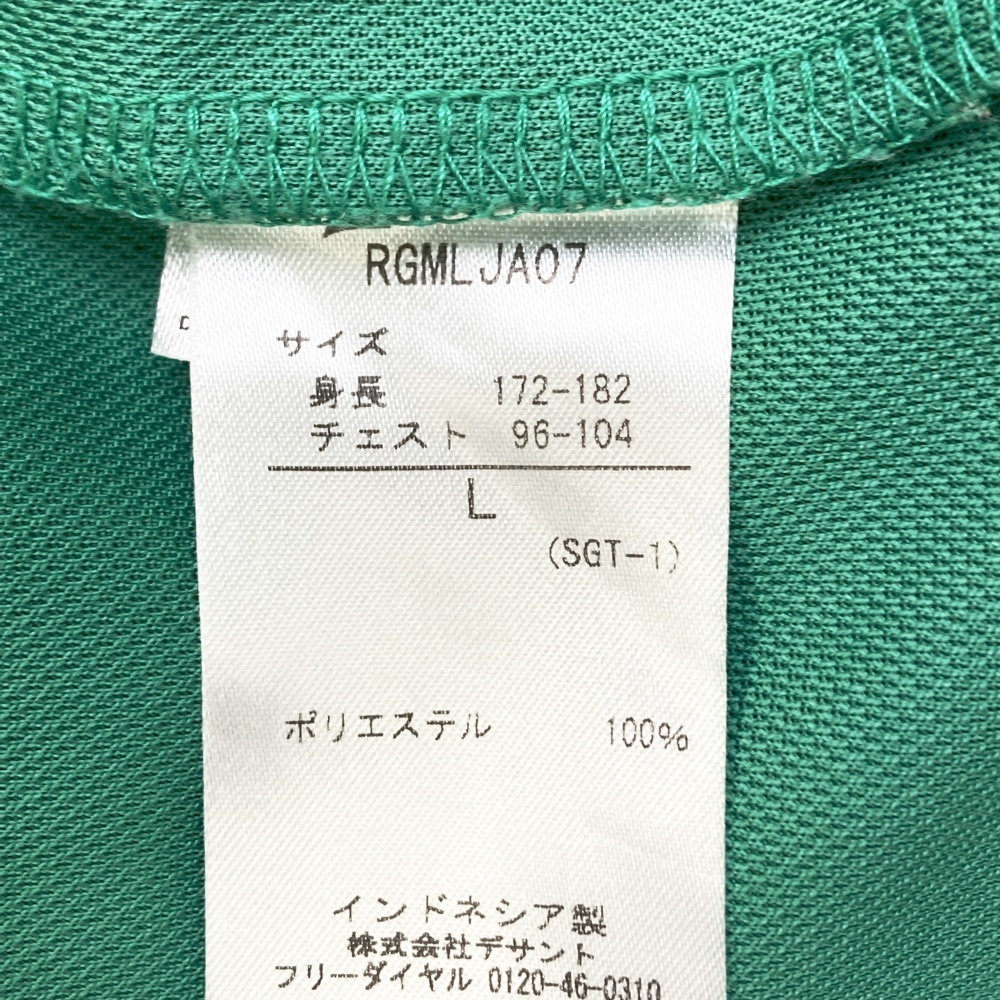 RGMLJA07
サイズ
身長 172-182
チェスト 96-104
L
(SGT-1)
ポリエステル 100%
インドネシア製
株式会社デサント
フリーダイヤル 0120-46-0310